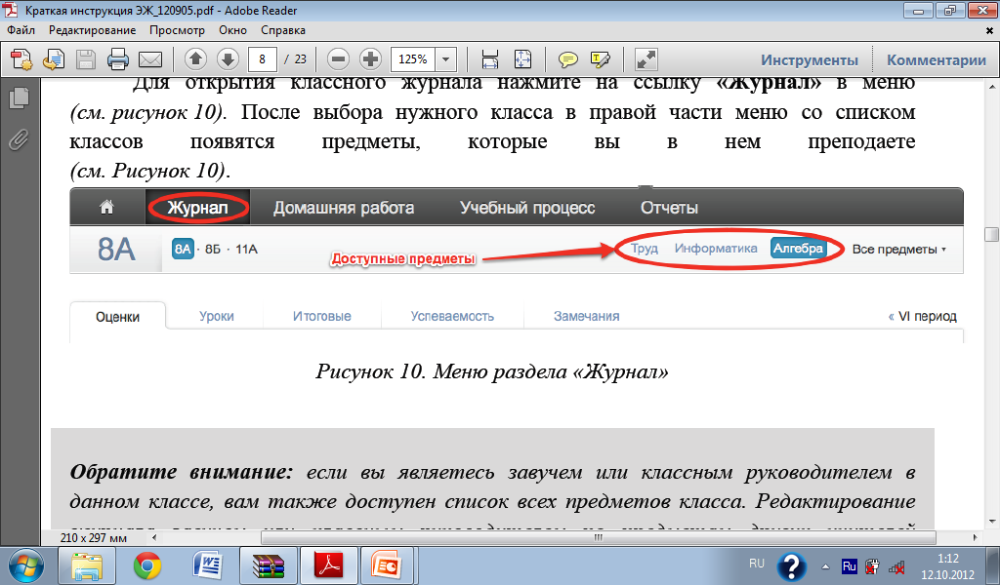 Краткая инструкция ЭЖ_120905.pdf - Adobe Reader
Файл Редактирование Просмотр Окно Справка
8 / 23 125% Инструменты Комментарии
Для открытия классного журнала нажмите на ссылку «Журнал» в меню
(см. рисунок 10). После выбора нужного класса в правой части меню со списком
классов появятся предметы, которые вы в нем преподаете
(см. Рисунок 10).
Журнал Домашняя работа Учебный процесс Отчеты
8А 8А · 8Б · 11А Доступные предметы Труд Информатика Алгебра Все предметы
Оценки Уроки Итоговые Успеваемость Замечания « VI период
Рисунок 10. Меню раздела «Журнал»
Обратите внимание: если вы являетесь завучем или классным руководителем в
данном классе, вам также доступен список всех предметов класса. Редактирование
210 x 297 мм
RU ? Ru 1:12
12.10.2012